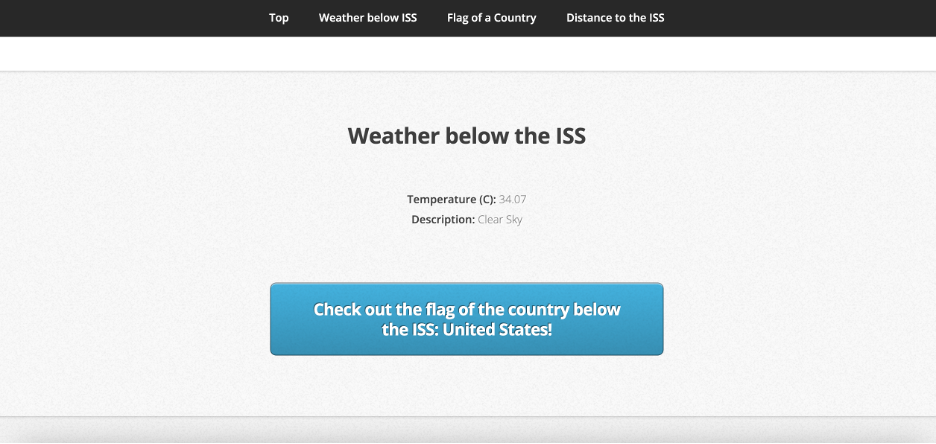 Top Weather below ISS Flag of a Country Distance to the ISS
Weather below the ISS
Temperature (C): 34.07
Description: Clear Sky
Check out the flag of the country below
the ISS: United States!